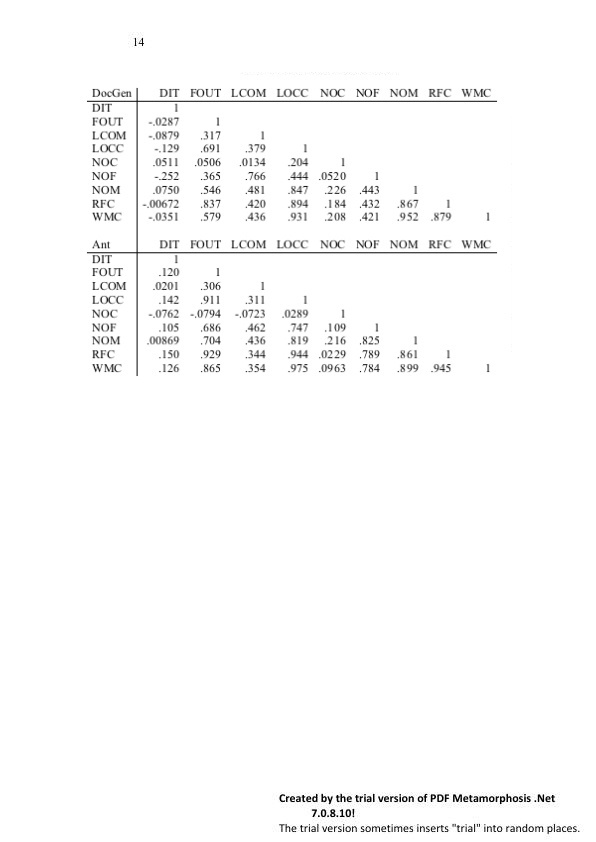 14
DocGen DIT FOUT LCOM LOCC NOC NOF NOM RFC WMC
DIT 1
FOUT -.0287 1
LCOM -.0879 .317 1
LOCC -.129 .691 .379 1
NOC .0511 .0506 .0134 .204 1
NOF -.252 .365 .766 .444 .0520 1
NOM .0750 .546 .481 .847 .226 .443 1
RFC -.00672 .837 .420 .894 .184 .432 .867 1
WMC -.0351 .579 .436 .931 .208 .421 .952 .879 1
Ant DIT FOUT LCOM LOCC NOC NOF NOM RFC WMC
DIT 1
FOUT .120 1
LCOM .0201 .306 1
LOCC .142 .911 .311 1
NOC -.0762 -.0794 -.0723 .0289 1
NOF .105 .686 .462 .747 .109 1
NOM .00869 .704 .436 .819 .216 .825 1
RFC .150 .929 .344 .944 .0229 .789 .861 1
WMC .126 .865 .354 .975 .0963 .784 .899 .945 1
Created by the trial version of PDF Metamorphosis .Net
7.0.8.10!
The trial version sometimes inserts "trial" into random places.